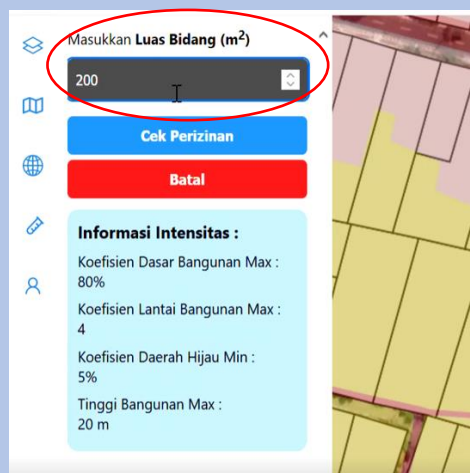 Masukkan Luas Bidang (m²)
200
Cek Perizinan
Batal
Informasi Intensitas :
Koefisien Dasar Bangunan Max :
80%
Koefisien Lantai Bangunan Max :
4
Koefisien Daerah Hijau Min :
5%
Tinggi Bangunan Max :
20 m